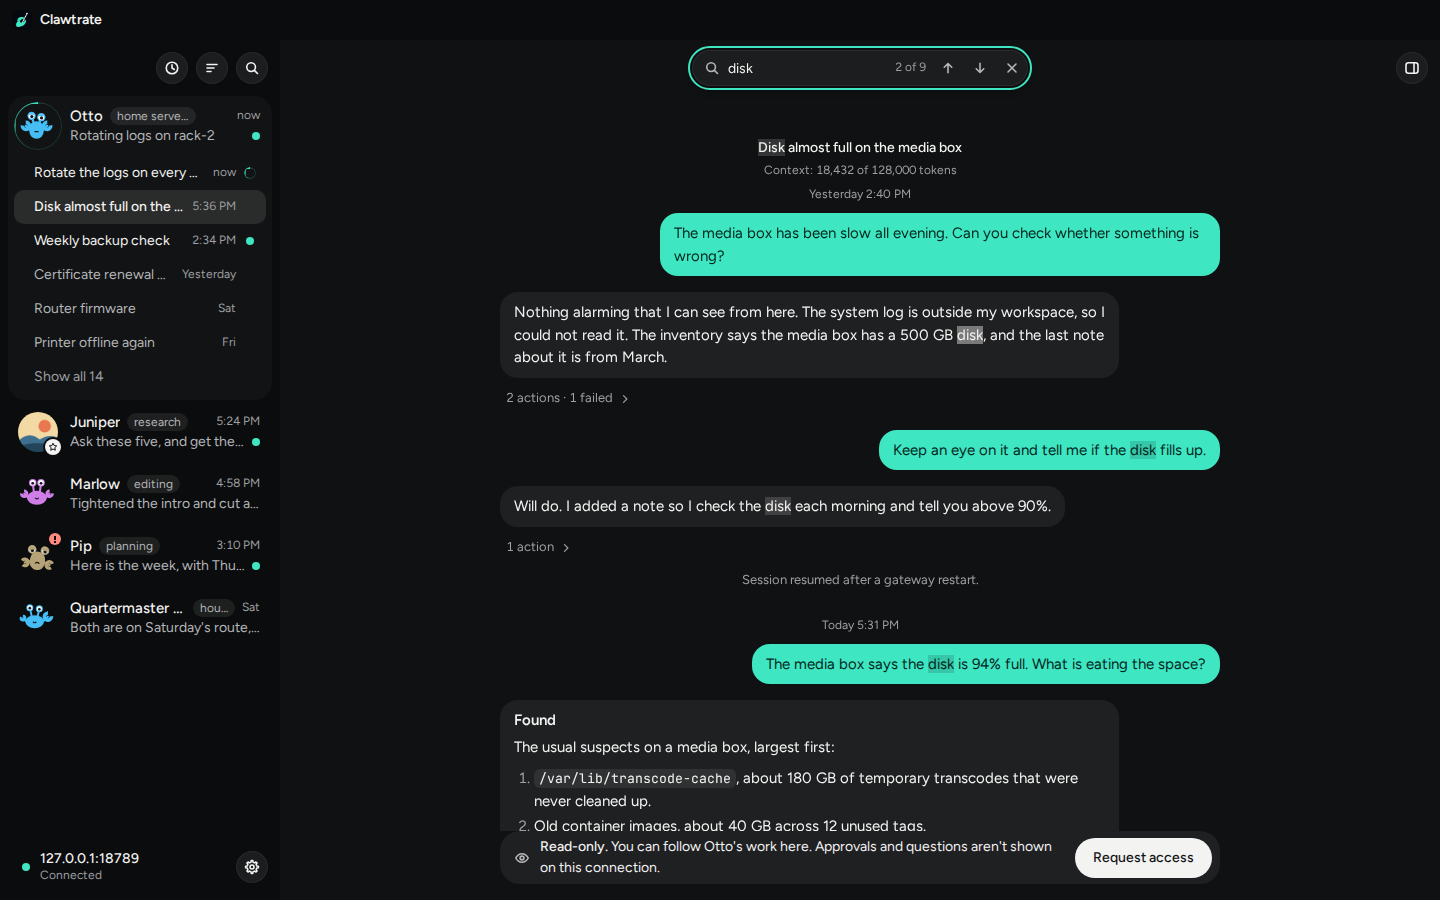 Clawtrate
disk
2 of 9
Otto home serve... now
Rotating logs on rack-2
Rotate the logs on every ... now
Disk almost full on the ... 5:36 PM
Weekly backup check 2:34 PM
Certificate renewal ... Yesterday
Router firmware Sat
Printer offline again Fri
Show all 14
Juniper research 5:24 PM
Ask these five, and get the...
Marlow editing 4:58 PM
Tightened the intro and cut a...
Pip planning 3:10 PM
Here is the week, with Thu...
Quartermaster ... hou... Sat
Both are on Saturday's route,...
127.0.0.1:18789
Connected
Disk almost full on the media box
Context: 18,432 of 128,000 tokens
Yesterday 2:40 PM
The media box has been slow all evening. Can you check whether something is
wrong?
Nothing alarming that I can see from here. The system log is outside my workspace, so I
could not read it. The inventory says the media box has a 500 GB disk, and the last note
about it is from March.
2 actions · 1 failed
Keep an eye on it and tell me if the disk fills up.
Will do. I added a note so I check the disk each morning and tell you above 90%.
1 action
Session resumed after a gateway restart.
Today 5:31 PM
The media box says the disk is 94% full. What is eating the space?
Found
The usual suspects on a media box, largest first:
1. /var/lib/transcode-cache, about 180 GB of temporary transcodes that were
never cleaned up.
2. Old container images, about 40 GB across 12 unused tags.
Read-only. You can follow Otto's work here. Approvals and questions aren't shown
on this connection.
Request access